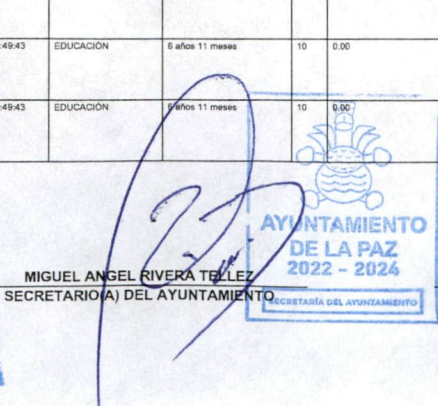 :49:43 EDUCACIÓN 6 años 11 meses 10 0.00
:49:43 EDUCACIÓN 6 años 11 meses 10 0.00
AYUNTAMIENTO
DE LA PAZ
2022 - 2024
SECRETARÍA DEL AYUNTAMIENTO
MIGUEL ANGEL RIVERA TELLEZ
SECRETARIO(A) DEL AYUNTAMIENTO